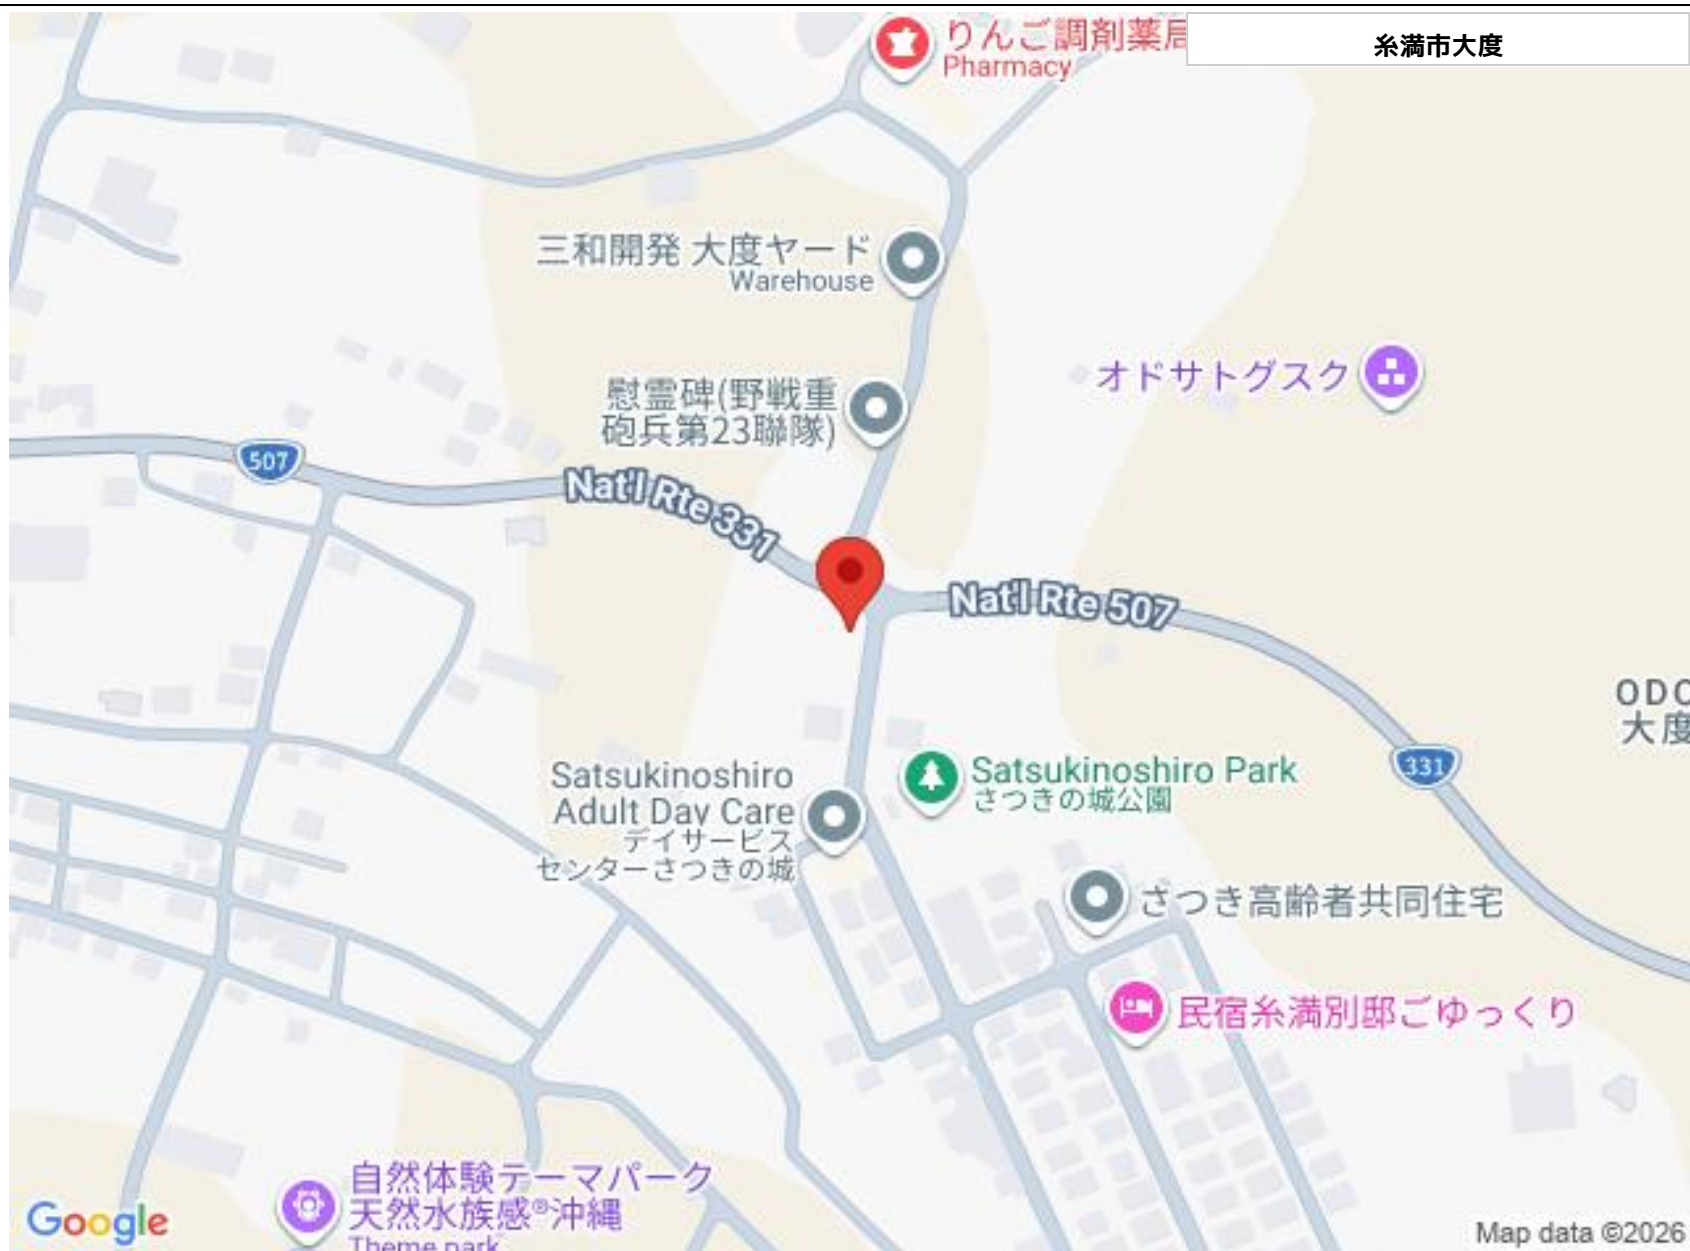 りんご調剤薬局
Pharmacy
糸満市大度
三和開発 大度ヤード
Warehouse
オドサトグスク
慰霊碑(野戦重
砲兵第23聯隊)
507
Nat'l Rte 331
Nat'l Rte 507
大度
331
Satsukinoshiro
Adult Day Care
デイサービス
センターさつきの城
Satsukinoshiro Park
さつきの城公園
さつき高齢者共同住宅
民宿糸満別邸ごゆっくり
自然体験テーマパーク
天然水族感®沖縄
Theme park
Google
Map data ©2026